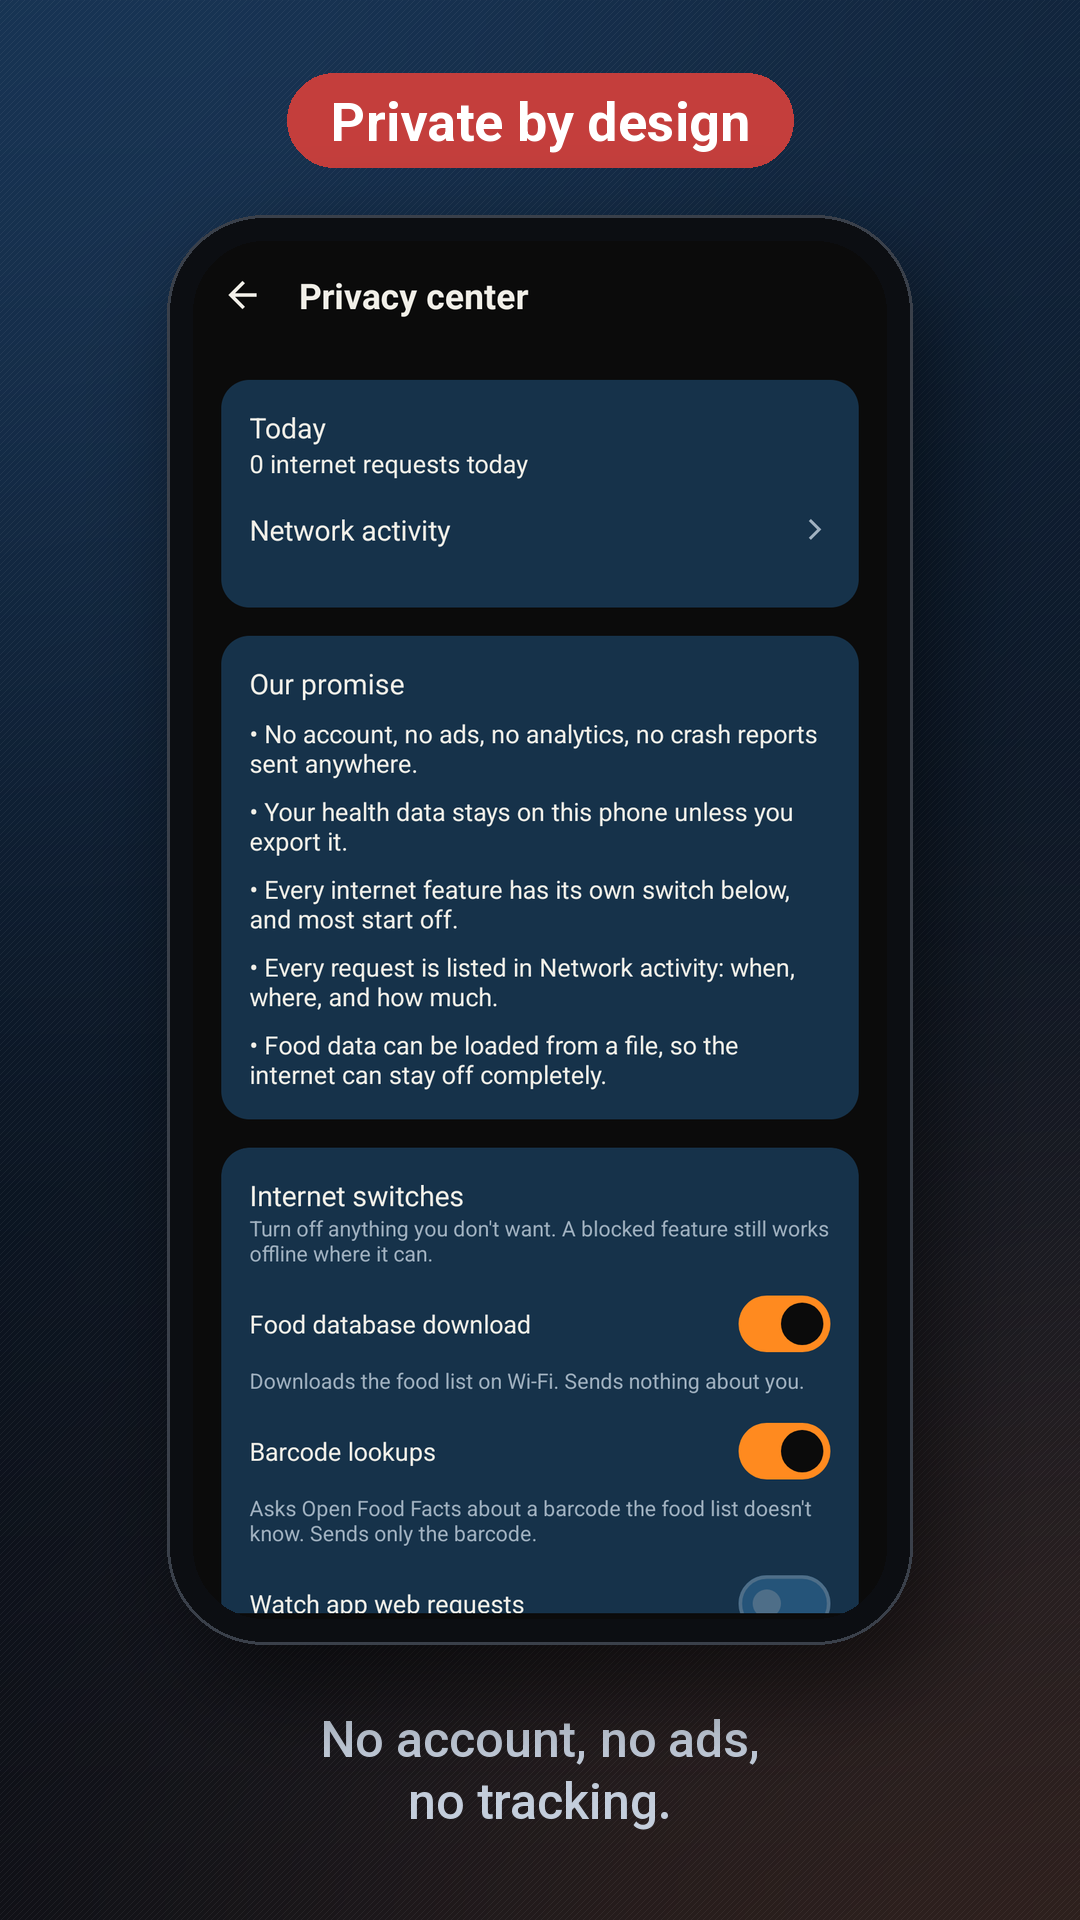 Private by design
Privacy center
Today
0 internet requests today
Network activity
Our promise
• No account, no ads, no analytics, no crash reports
sent anywhere.
• Your health data stays on this phone unless you
export it.
• Every internet feature has its own switch below,
and most start off.
• Every request is listed in Network activity: when,
where, and how much.
• Food data can be loaded from a file, so the
internet can stay off completely.
Internet switches
Turn off anything you don't want. A blocked feature still works
offline where it can.
Food database download
Downloads the food list on Wi-Fi. Sends nothing about you.
Barcode lookups
Asks Open Food Facts about a barcode the food list doesn't
know. Sends only the barcode.
Watch app web requests
No account, no ads,
no tracking.